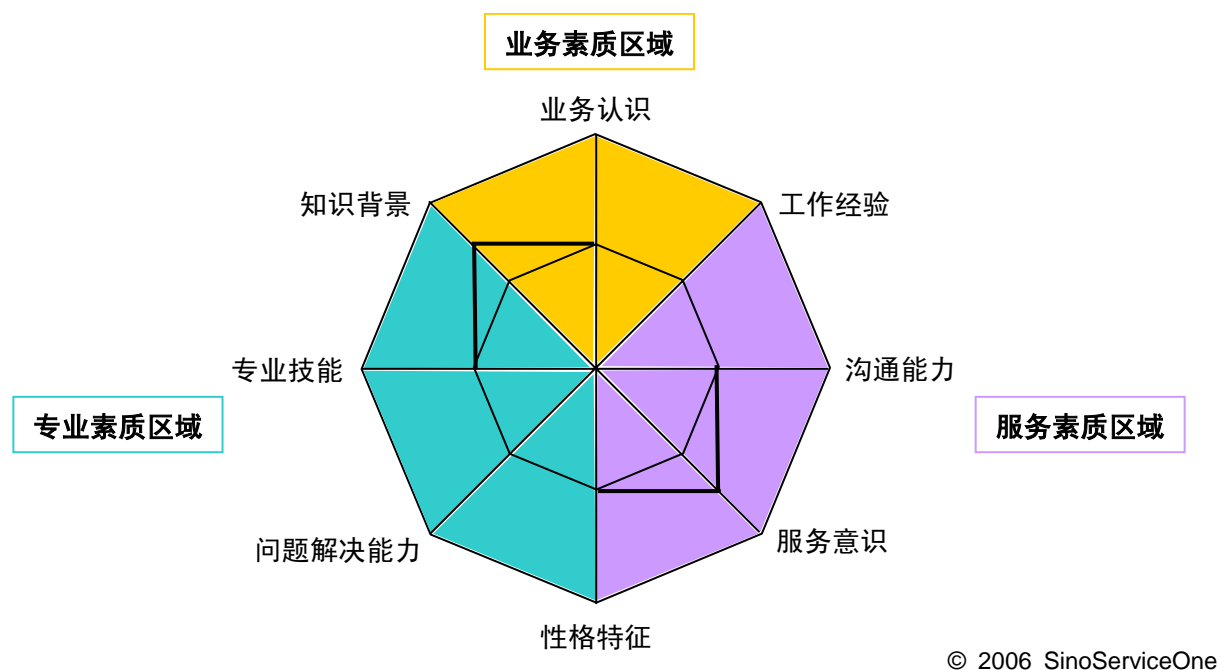 业务素质区域
业务认识
知识背景
工作经验
专业技能
沟通能力
专业素质区域
服务素质区域
问题解决能力
服务意识
性格特征
© 2006 SinoServiceOne